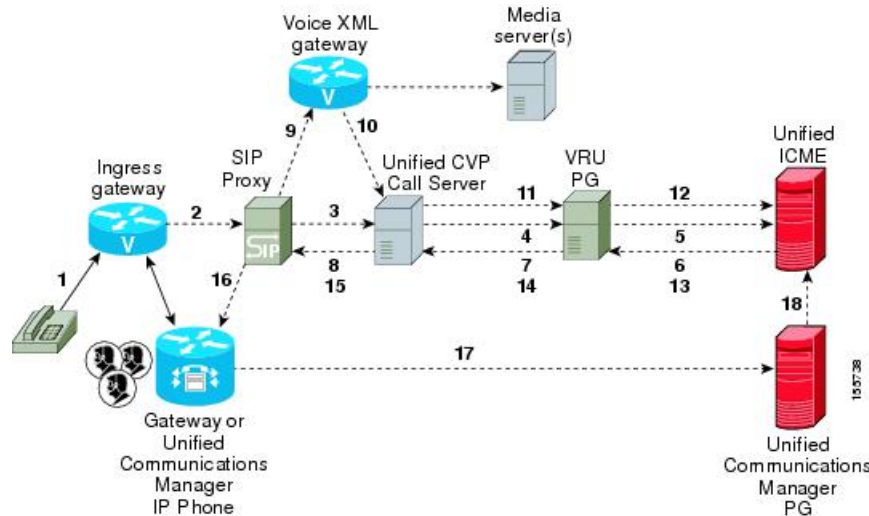 Voice XML
gateway
Media
server(s)
9
10
SIP
Proxy
Unified CVP
Call Server
VRU
PG
Unified
ICME
Ingress
gateway
V
V
2
3
11
12
4
5
SIP
8
7
6
15
14
13
1
16
18
17
Gateway or
Unified
Communications
Manager
IP Phone
Unified
Communications
Manager
PG
155738